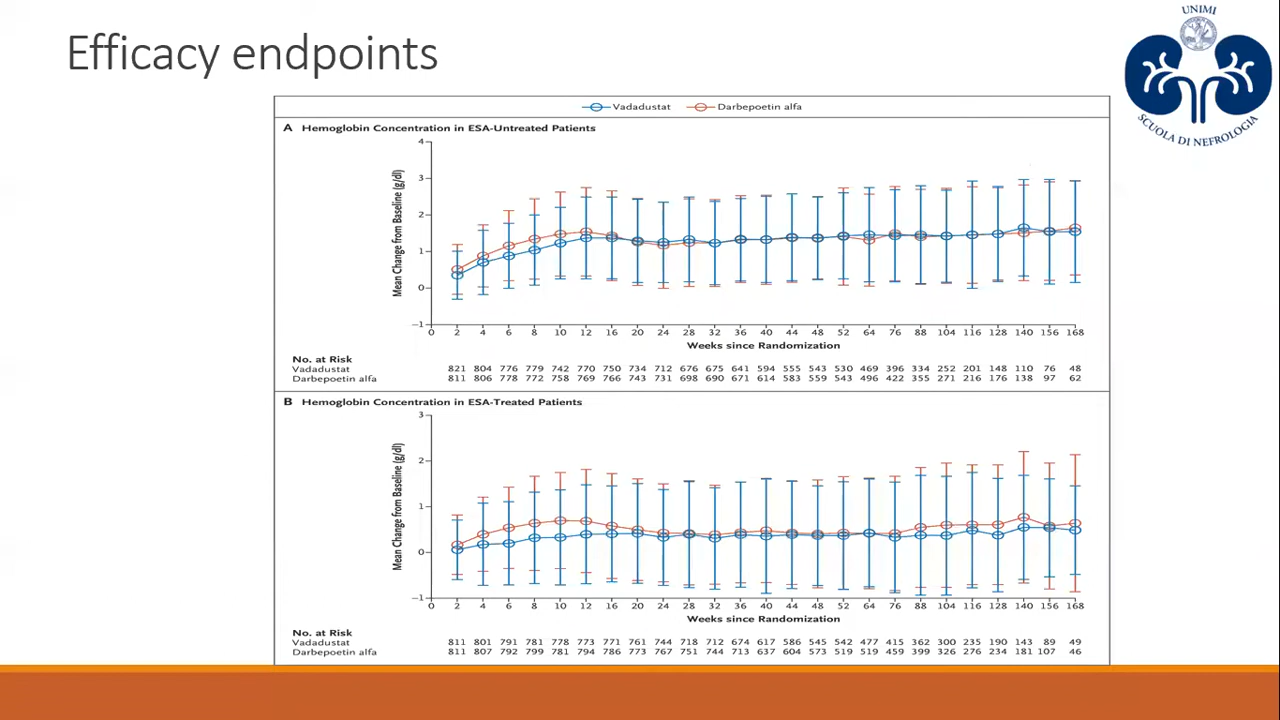 Efficacy endpoints
UNIMI
SCUOLA DI NEFROLOGIA
Vadadustat Darbepoetin alfa
A Hemoglobin Concentration in ESA-Untreated Patients
Mean Change from Baseline (g/dl)
4
3
2
1
0
−1
0 2 4 6 8 10 12 16 20 24 28 32 36 40 44 48 52 64 76 88 104 116 128 140 156 168
Weeks since Randomization
No. at Risk
Vadadustat 821 804 776 779 742 770 750 734 712 676 675 641 594 555 543 530 469 396 334 252 201 148 110 76 48
Darbepoetin alfa 811 806 778 772 758 769 766 743 731 698 690 671 614 583 559 543 496 422 355 271 216 176 138 97 62
B Hemoglobin Concentration in ESA-Treated Patients
Mean Change from Baseline (g/dl)
3
2
1
0
−1
0 2 4 6 8 10 12 16 20 24 28 32 36 40 44 48 52 64 76 88 104 116 128 140 156 168
Weeks since Randomization
No. at Risk
Vadadustat 811 801 791 781 778 773 771 761 744 718 712 674 617 586 545 542 477 415 362 300 235 190 143 89 49
Darbepoetin alfa 811 807 792 799 781 794 786 773 767 751 744 713 637 604 573 519 519 459 399 326 276 234 181 107 46